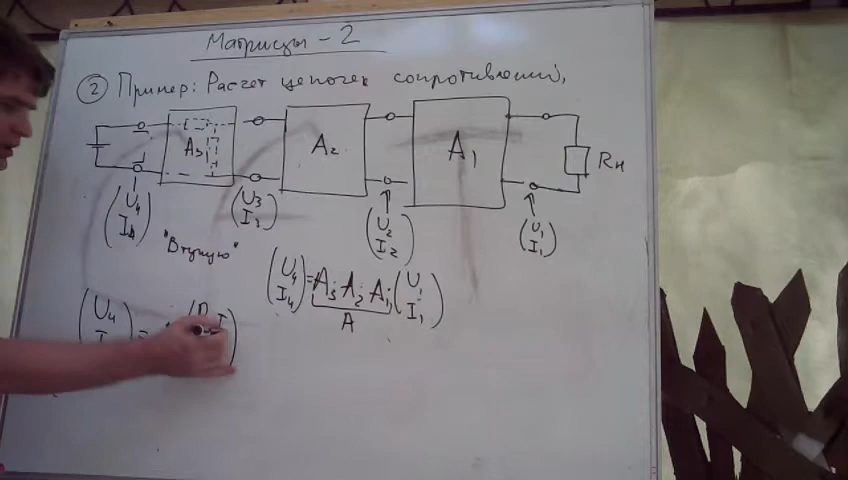 Матрицы - 2
② Пример: Расчет цепочек сопротивлений,
A₃ A₂ A₁ Rн
(U₄ I₄) (U₃ I₃) (U₂ I₂) (U₁ I₁)
"Втупую"
(U₄ I₄) = A₃·A₂·A₁·(U₁ I₁)
A
(U₄ I